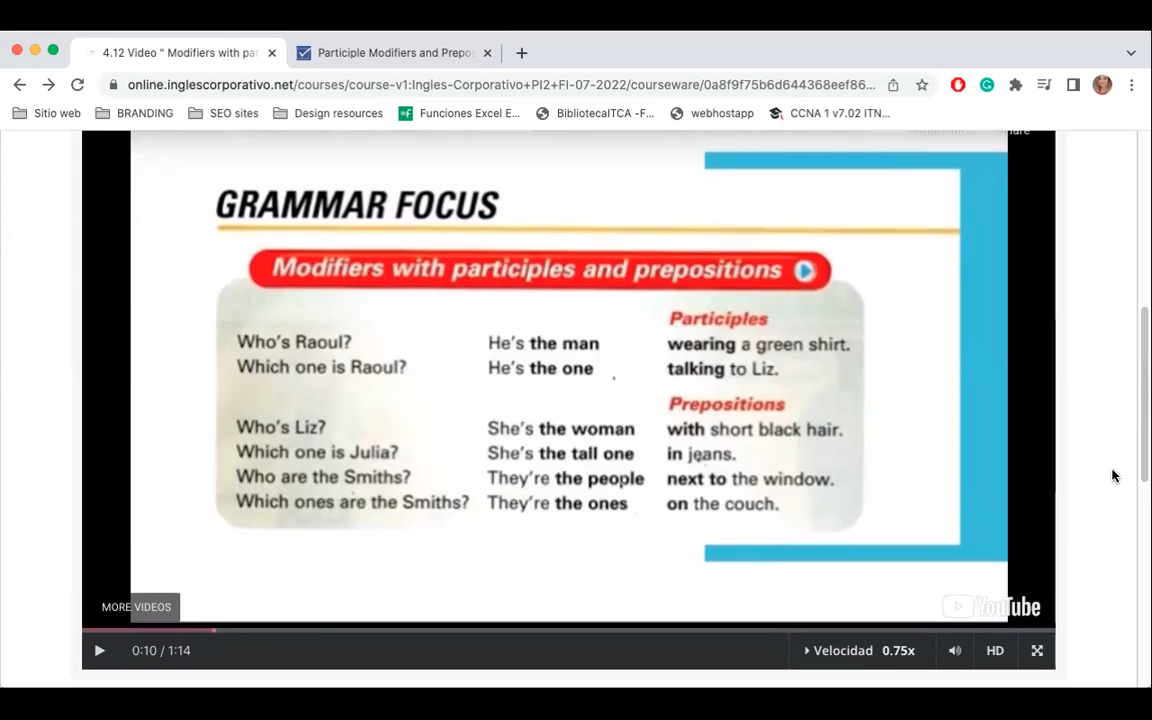 4.12 Video " Modifiers with par
Participle Modifiers and Prepo
online.inglescorporativo.net/courses/course-v1:Ingles-Corporativo+PI2+FI-07-2022/courseware/0a8f9f75b6d644368eef86...
Sitio web
BRANDING
SEO sites
Design resources
Funciones Excel E...
BibliotecaITCA -F...
webhostapp
CCNA 1 v7.02 ITN...
Share
GRAMMAR FOCUS
Modifiers with participles and prepositions
Participles
Who's Raoul? He's the man wearing a green shirt.
Which one is Raoul? He's the one talking to Liz.
Prepositions
Who's Liz? She's the woman with short black hair.
Which one is Julia? She's the tall one in jeans.
Who are the Smiths? They're the people next to the window.
Which ones are the Smiths? They're the ones on the couch.
MORE VIDEOS
YouTube
0:10 / 1:14
Velocidad 0.75x
HD